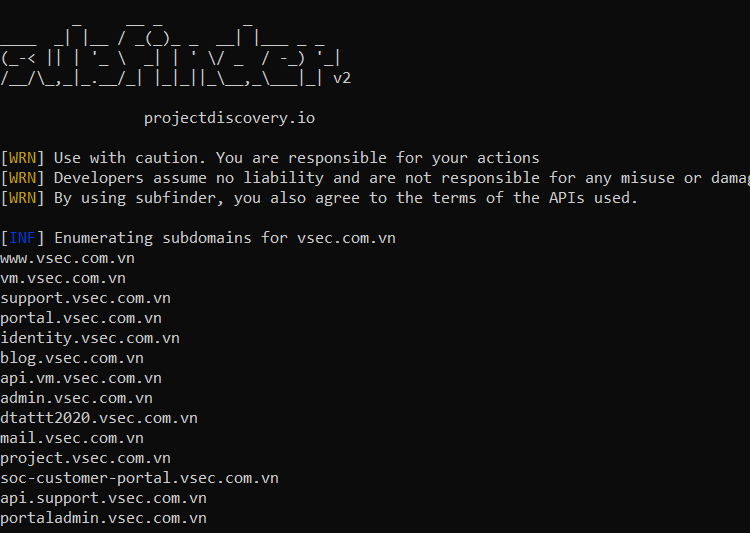 _     __ _         _
____  _| |__ / _(_)_ _  __| |___ _ _
(_-< || | '_ \  _| | ' \/ _  / -_) '_|
/__/\_,_|_.__/_| |_|_||_\__,_\___|_| v2
projectdiscovery.io
[WRN] Use with caution. You are responsible for your actions
[WRN] Developers assume no liability and are not responsible for any misuse or
[WRN] By using subfinder, you also agree to the terms of the APIs used.
[INF] Enumerating subdomains for vsec.com.vn
www.vsec.com.vn
vm.vsec.com.vn
support.vsec.com.vn
portal.vsec.com.vn
identity.vsec.com.vn
blog.vsec.com.vn
api.vm.vsec.com.vn
admin.vsec.com.vn
dtattt2020.vsec.com.vn
mail.vsec.com.vn
project.vsec.com.vn
soc-customer-portal.vsec.com.vn
api.support.vsec.com.vn
portaladmin.vsec.com.vn